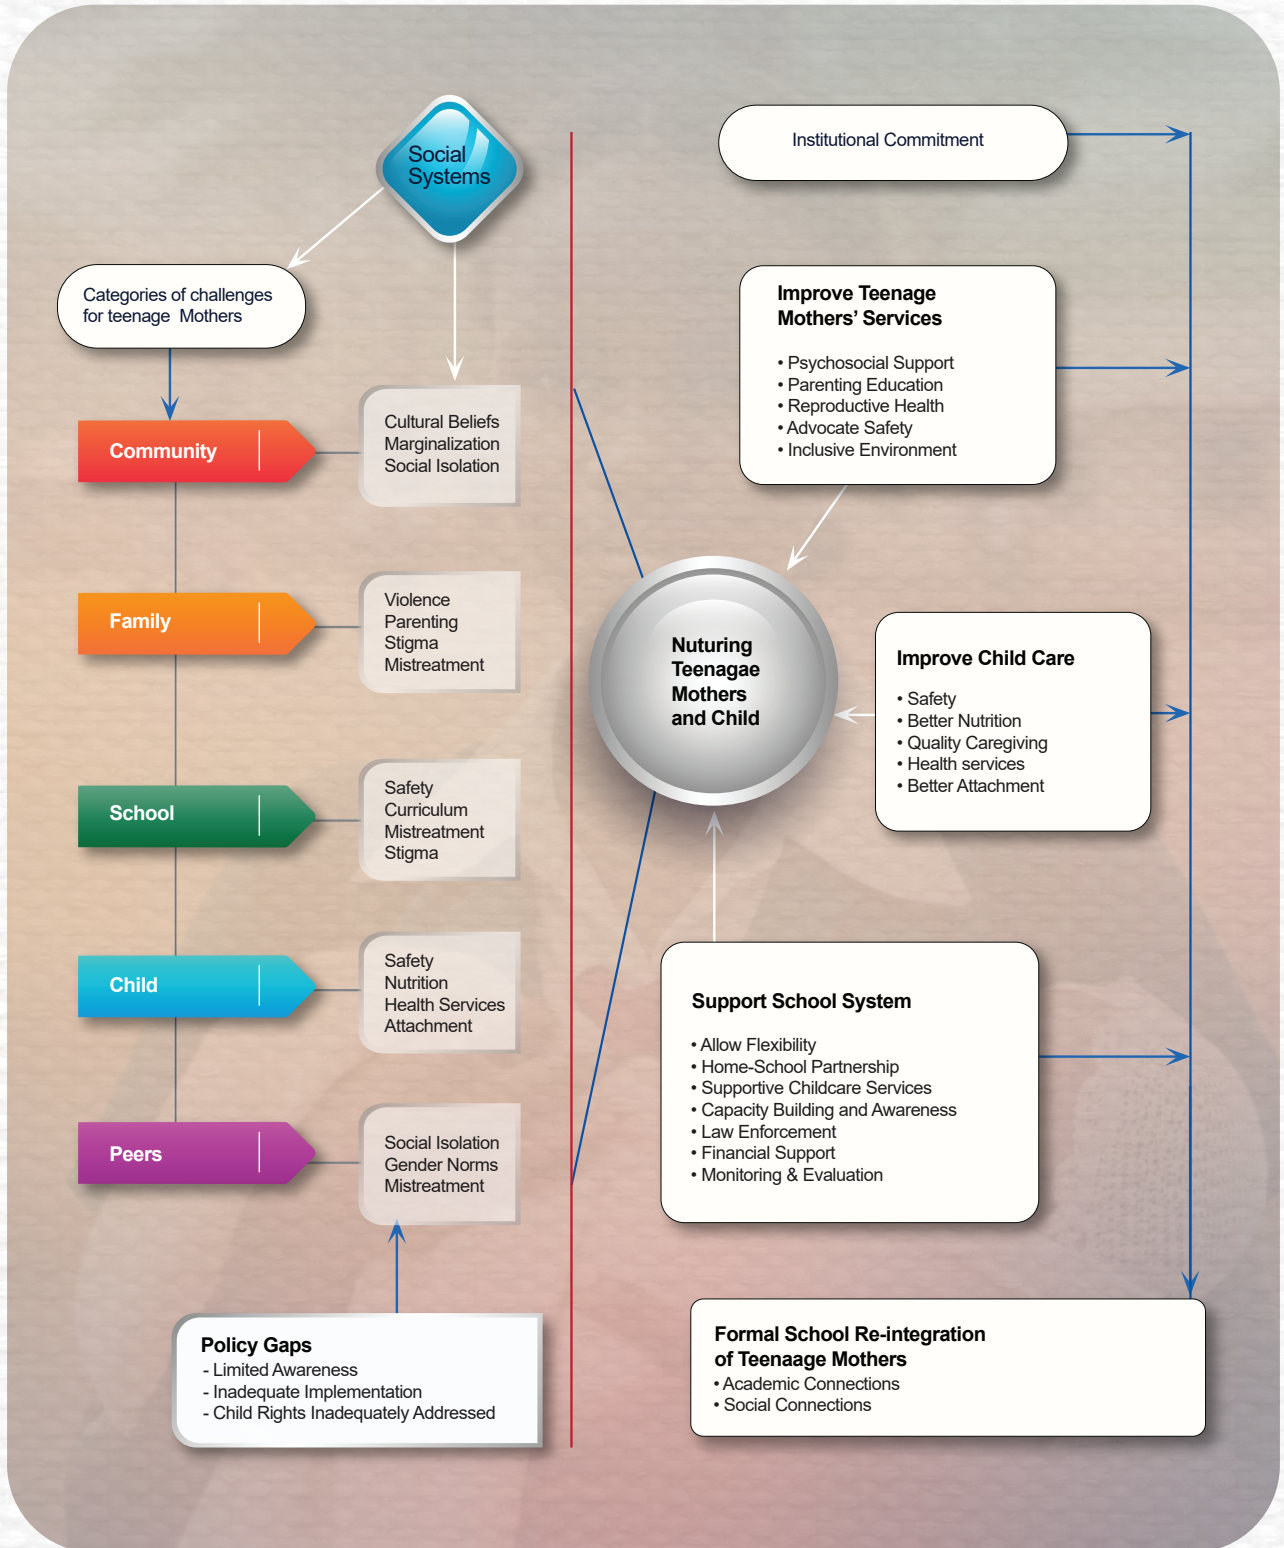 Social
Systems
Categories of challenges
for teenage Mothers
Community
Cultural Beliefs
Marginalization
Social Isolation
Family
Violence
Parenting
Stigma
Mistreatment
School
Safety
Curriculum
Mistreatment
Stigma
Child
Safety
Nutrition
Health Services
Attachment
Peers
Social Isolation
Gender Norms
Mistreatment
Policy Gaps
- Limited Awareness
- Inadequate Implementation
- Child Rights Inadequately Addressed
Nuturing
Teenagae
Mothers
and Child
Institutional Commitment
Improve Teenage
Mothers’ Services
• Psychosocial Support
• Parenting Education
• Reproductive Health
• Advocate Safety
• Inclusive Environment
Improve Child Care
• Safety
• Better Nutrition
• Quality Caregiving
• Health services
• Better Attachment
Support School System
• Allow Flexibility
• Home-School Partnership
• Supportive Childcare Services
• Capacity Building and Awareness
• Law Enforcement
• Financial Support
• Monitoring & Evaluation
Formal School Re-integration
of Teenaage Mothers
• Academic Connections
• Social Connections